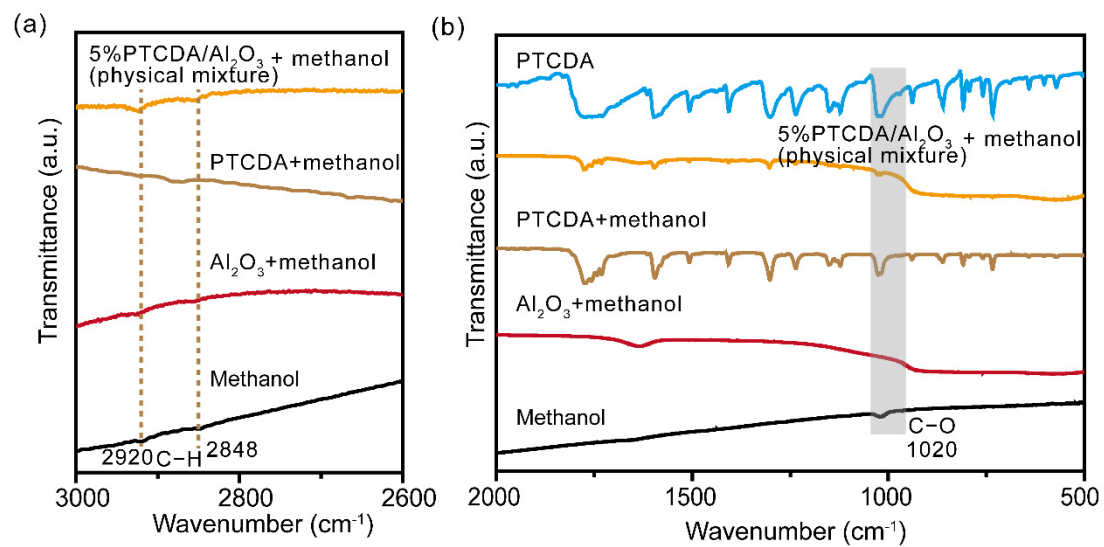 (a)
5%PTCDA/Al₂O₃ + methanol
(physical mixture)
PTCDA+methanol
Al₂O₃+methanol
Methanol
2920 C−H 2848
3000 2800 2600
Wavenumber (cm⁻¹)
Transmittance (a.u.)
(b)
PTCDA
5%PTCDA/Al₂O₃ + methanol
(physical mixture)
PTCDA+methanol
Al₂O₃+methanol
Methanol
C−O
1020
2000 1500 1000 500
Wavenumber (cm⁻¹)
Transmittance (a.u.)